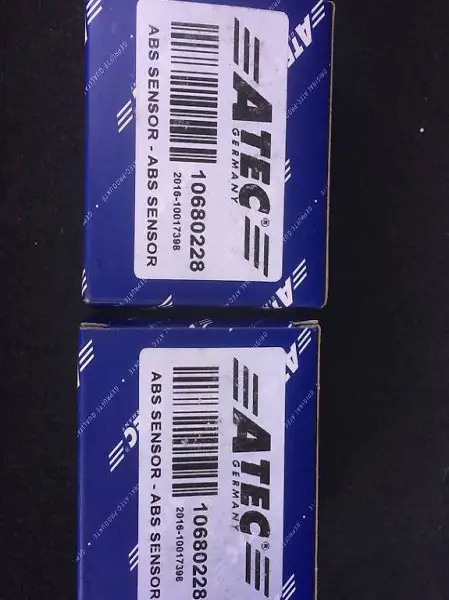 ATEC®
GERMANY
10680228
2016-10017398
ABS SENSOR - ABS SENSOR
ATEC®
GERMANY
10680228
2016-10017398
ABS SENSOR - ABS SENSOR